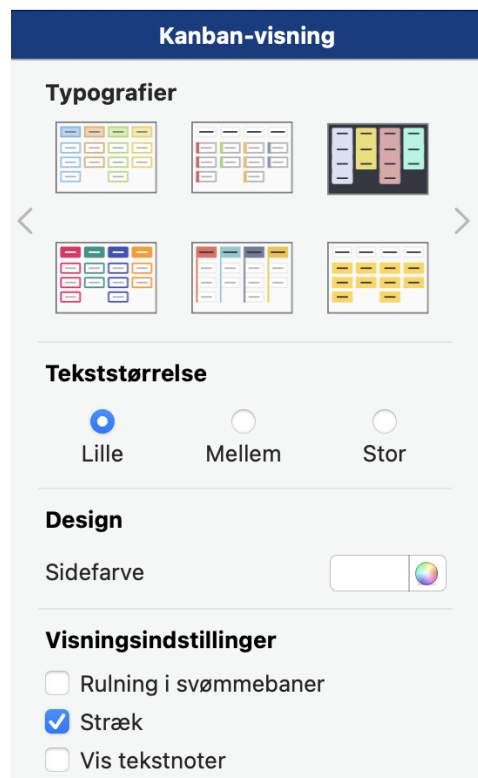 Kanban-visning
Typografier
Tekststørrelse
Lille Mellem Stor
Design
Sidefarve
Visningsindstillinger
Rulning i svømmebaner
Stræk
Vis tekstnoter